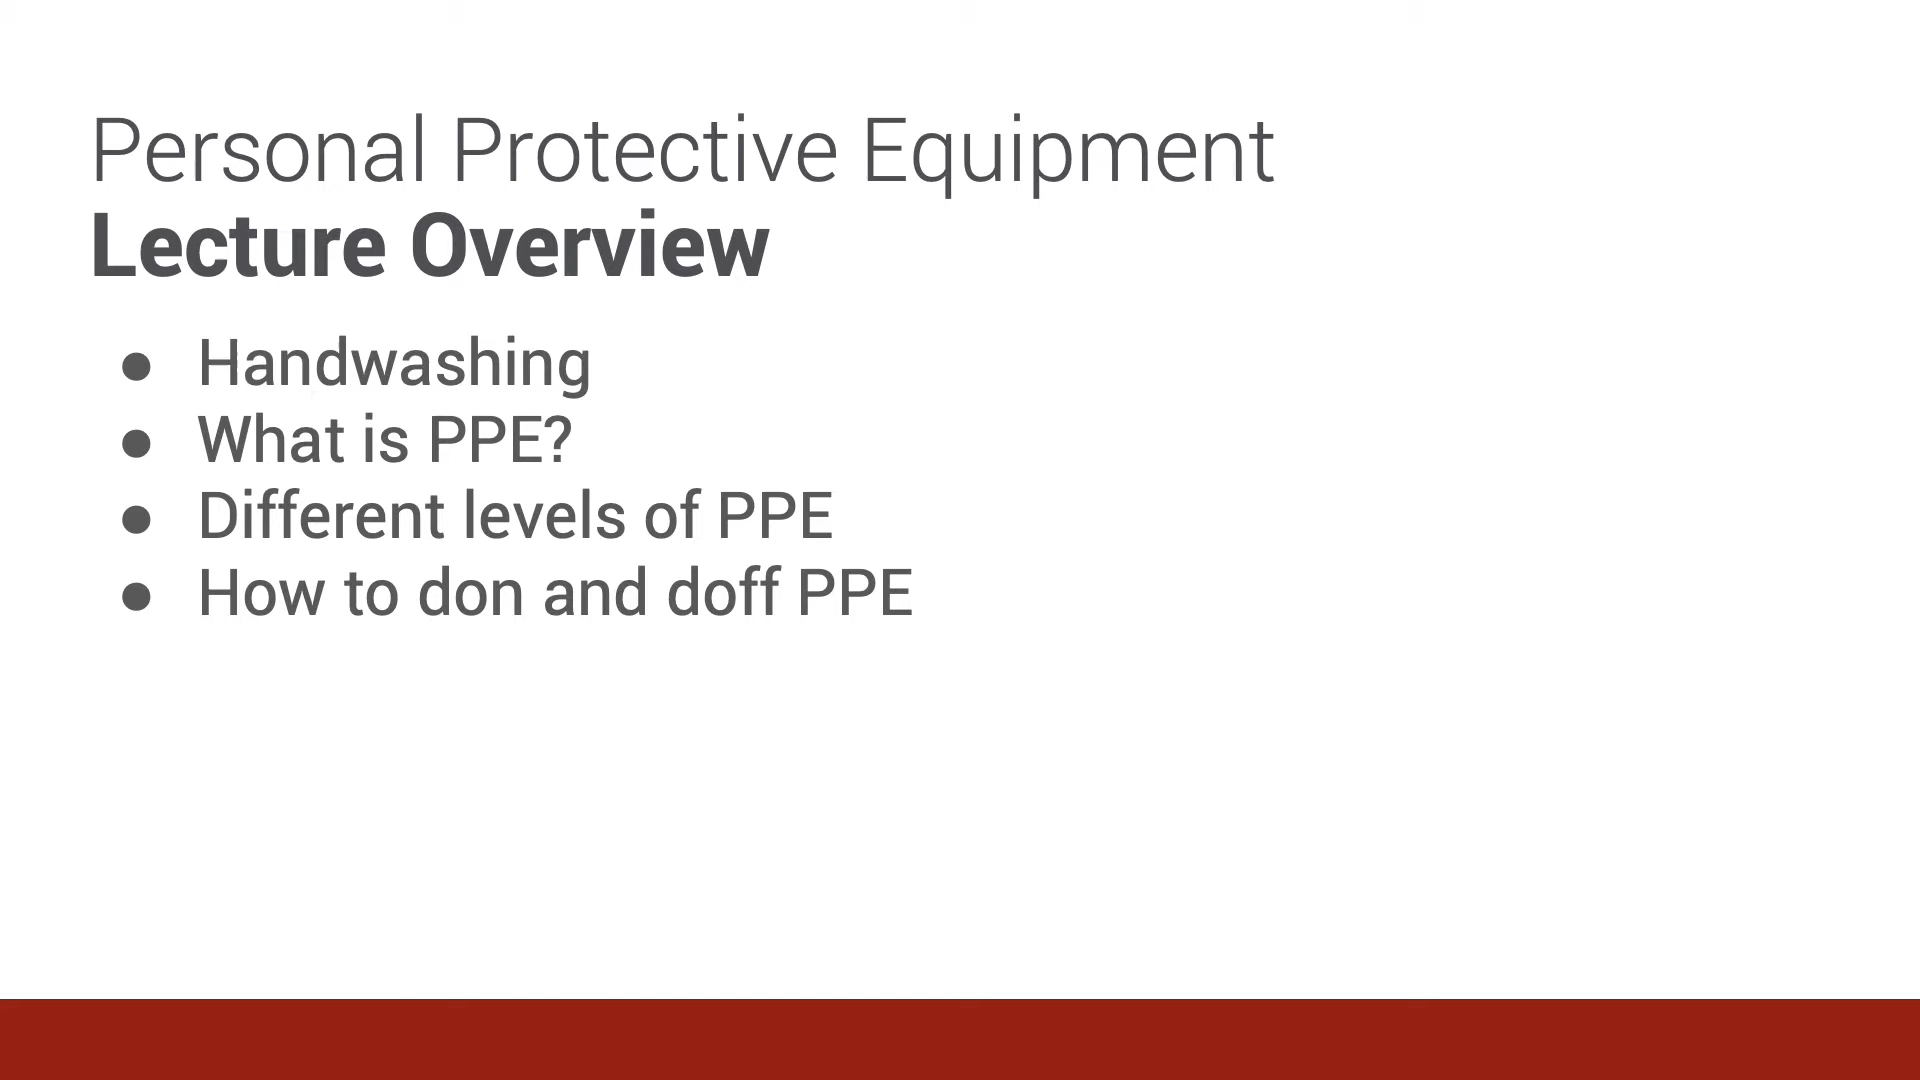 Personal Protective Equipment
Lecture Overview
● Handwashing
● What is PPE?
● Different levels of PPE
● How to don and doff PPE